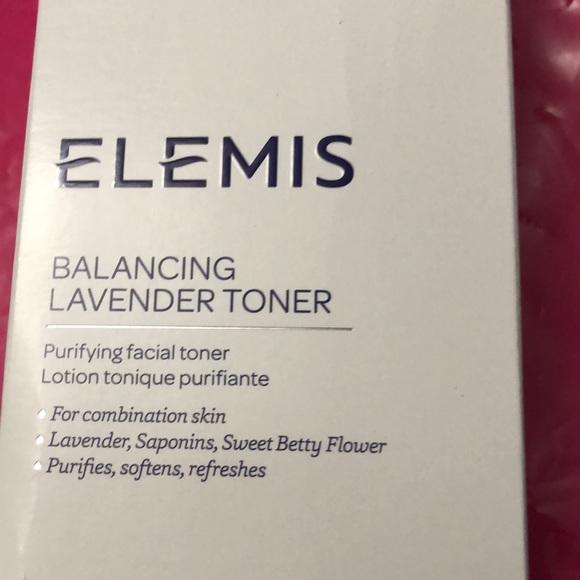 ELEMIS
BALANCING
LAVENDER TONER
Purifying facial toner
Lotion tonique purifiante
For combination skin
Lavender, Saponins, Sweet Betty Flower
Purifies, softens, refreshes